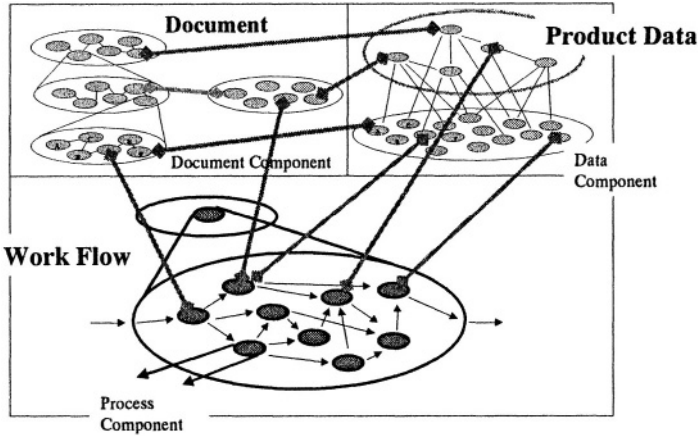 Document
Product Data
Document Component
Data
Component
Work Flow
Process
Component